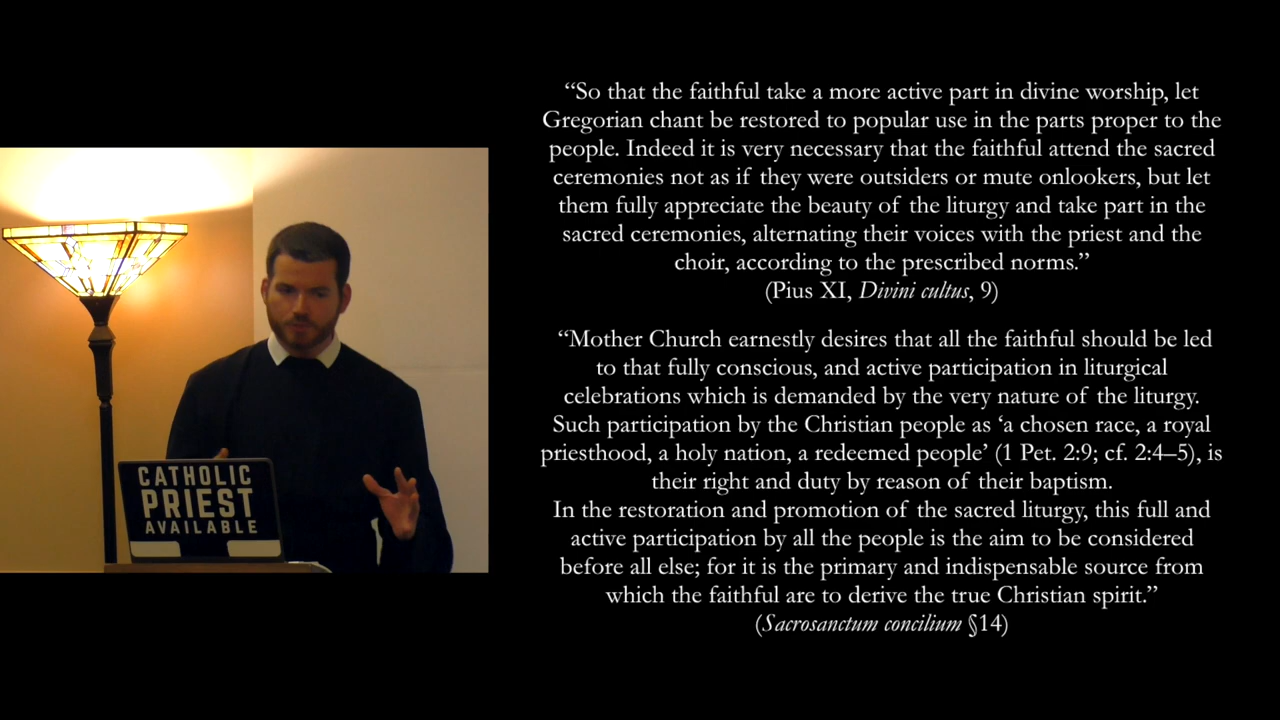 CATHOLIC
PRIEST
AVAILABLE
“So that the faithful take a more active part in divine worship, let
Gregorian chant be restored to popular use in the parts proper to the
people. Indeed it is very necessary that the faithful attend the sacred
ceremonies not as if they were outsiders or mute onlookers, but let
them fully appreciate the beauty of the liturgy and take part in the
sacred ceremonies, alternating their voices with the priest and the
choir, according to the prescribed norms.”
(Pius XI, Divini cultus, 9)
“Mother Church earnestly desires that all the faithful should be led
to that fully conscious, and active participation in liturgical
celebrations which is demanded by the very nature of the liturgy.
Such participation by the Christian people as ‘a chosen race, a royal
priesthood, a holy nation, a redeemed people’ (1 Pet. 2:9; cf. 2:4–5), is
their right and duty by reason of their baptism.
In the restoration and promotion of the sacred liturgy, this full and
active participation by all the people is the aim to be considered
before all else; for it is the primary and indispensable source from
which the faithful are to derive the true Christian spirit.”
(Sacrosanctum concilium §14)